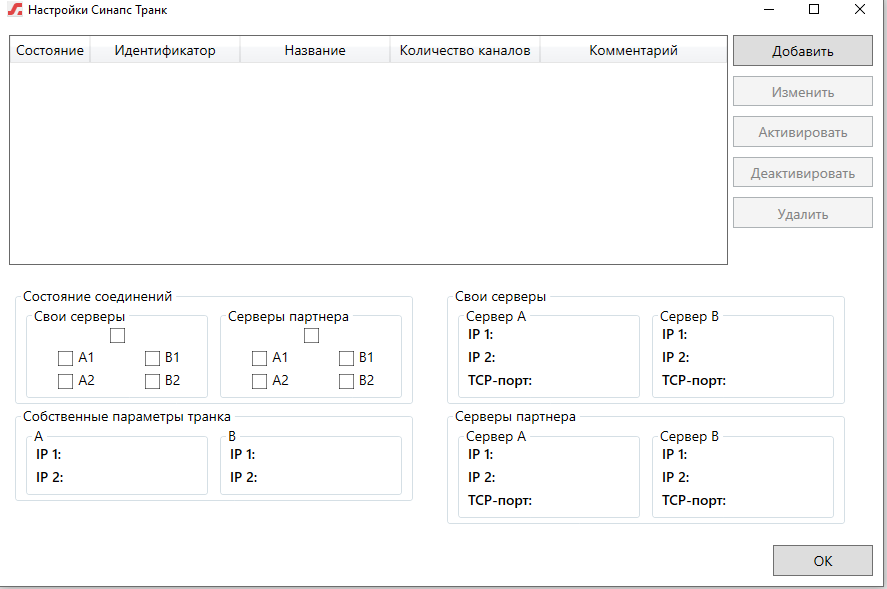 Настройки Синапс Транк
Состояние Идентификатор Название Количество каналов Комментарий
Добавить
Изменить
Активировать
Деактивировать
Удалить
Состояние соединений
Свои серверы
A1 B1
A2 B2
Серверы партнера
A1 B1
A2 B2
Собственные параметры транка
A
IP 1:
IP 2:
B
IP 1:
IP 2:
Свои серверы
Сервер A
IP 1:
IP 2:
TCP-порт:
Сервер B
IP 1:
IP 2:
TCP-порт:
Серверы партнера
Сервер A
IP 1:
IP 2:
TCP-порт:
Сервер B
IP 1:
IP 2:
TCP-порт:
OK